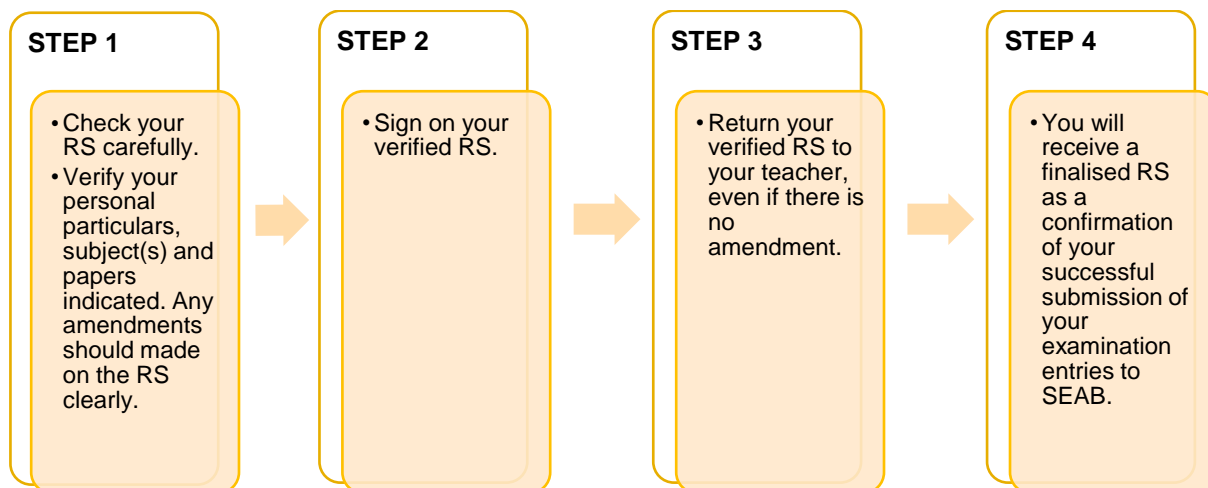 STEP 1
• Check your
RS carefully.
• Verify your
personal
particulars,
subject(s) and
papers
indicated. Any
amendments
should made
on the RS
clearly.
STEP 2
• Sign on your
verified RS.
STEP 3
• Return your
verified RS to
your teacher,
even if there is
no
amendment.
STEP 4
• You will
receive a
finalised RS
as a
confirmation
of your
successful
submission of
your
examination
entries to
SEAB.